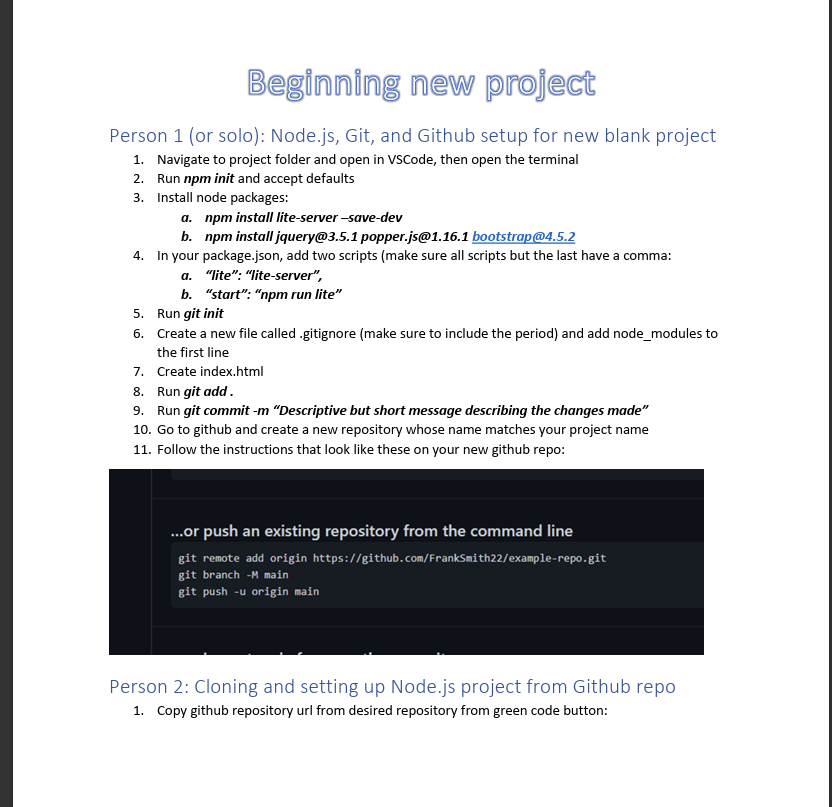 Beginning new project
Person 1 (or solo): Node.js, Git, and Github setup for new blank project
1. Navigate to project folder and open in VSCode, then open the terminal
2. Run npm init and accept defaults
3. Install node packages:
a. npm install lite-server –save-dev
b. npm install jquery@3.5.1 popper.js@1.16.1 bootstrap@4.5.2
4. In your package.json, add two scripts (make sure all scripts but the last have a comma:
a. “lite”: “lite-server”,
b. “start”: “npm run lite”
5. Run git init
6. Create a new file called .gitignore (make sure to include the period) and add node_modules to
the first line
7. Create index.html
8. Run git add .
9. Run git commit -m “Descriptive but short message describing the changes made”
10. Go to github and create a new repository whose name matches your project name
11. Follow the instructions that look like these on your new github repo:
...or push an existing repository from the command line
git remote add origin https://github.com/FrankSmith22/example-repo.git
git branch -M main
git push -u origin main
Person 2: Cloning and setting up Node.js project from Github repo
1. Copy github repository url from desired repository from green code button: